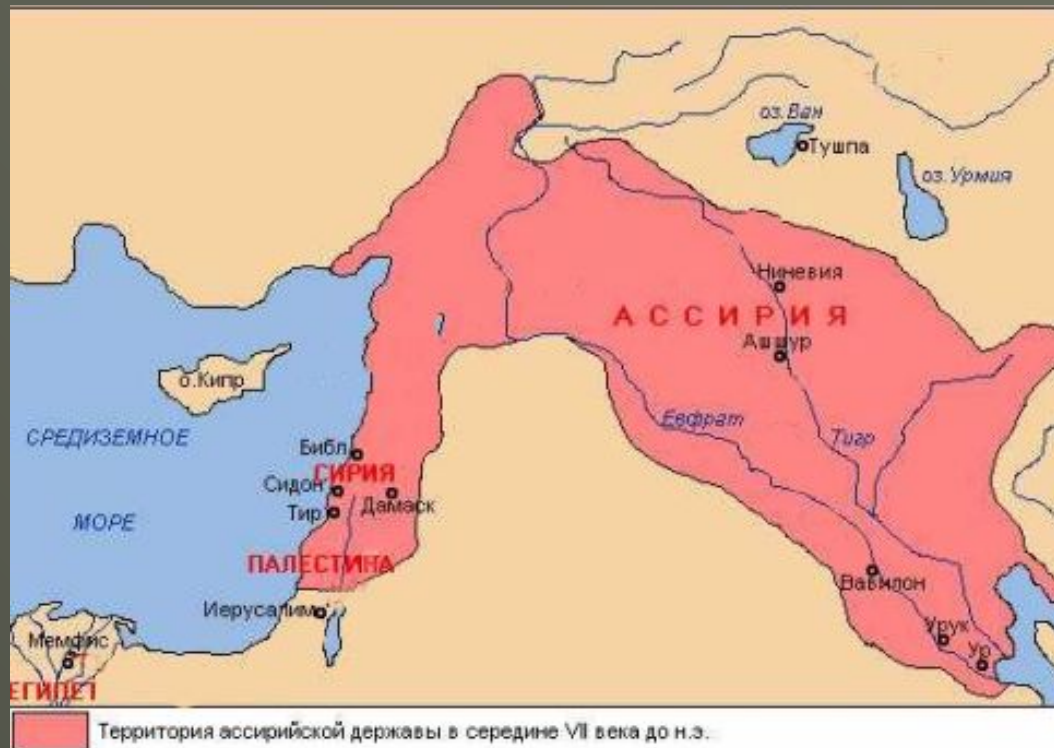 оз.Ван
Тушпа
оз.Урмия
Ниневия
АССИРИЯ
Ашшур
о.Кипр
Евфрат
СРЕДИЗЕМНОЕ
Тигр
Библ
СИРИЯ
Сидон
Дамаск
Тир
МОРЕ
ПАЛЕСТИНА
Вавилон
Иерусалим
Урук
Мемфис
Ур
ЕГИПЕТ
Территория ассирийской державы в середине VII века до н.э.